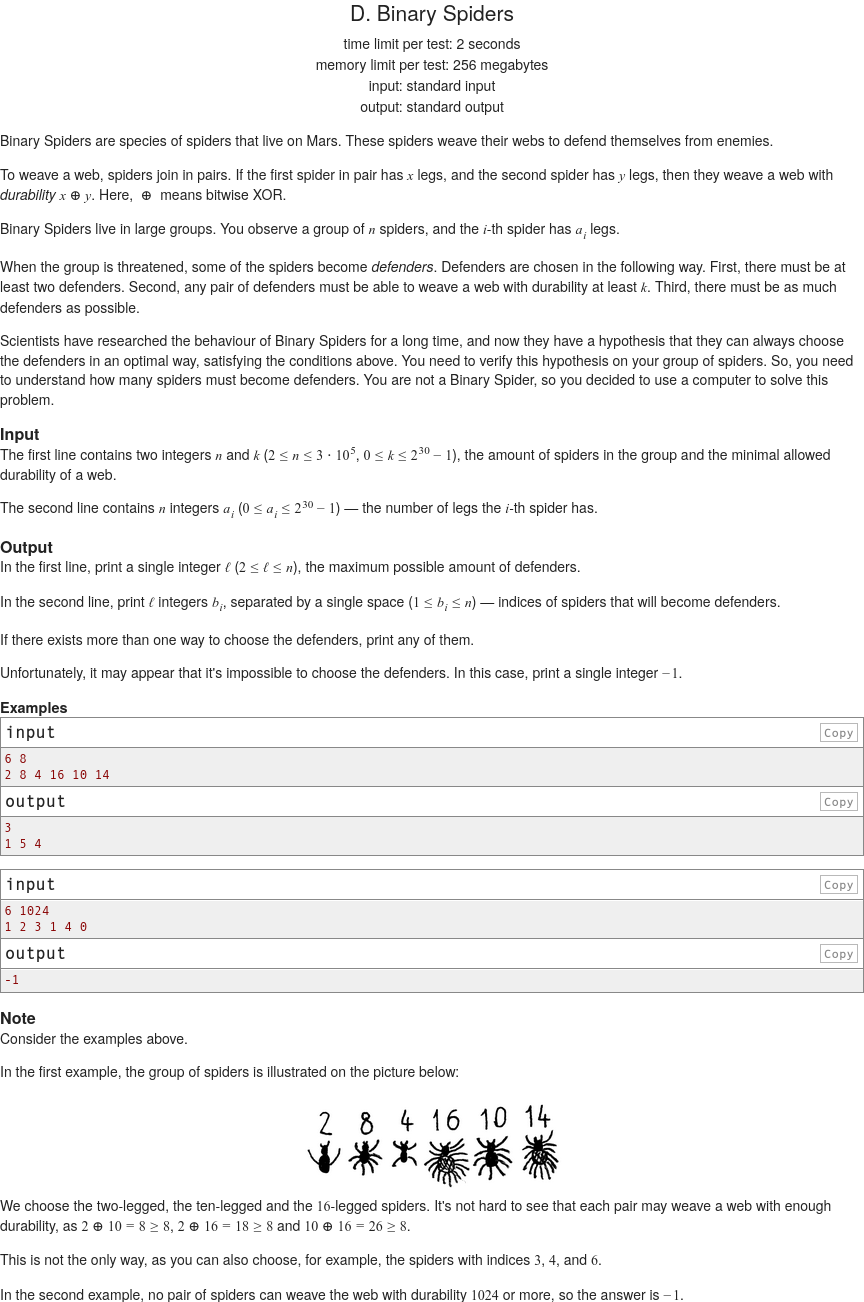 D. Binary Spiders
time limit per test: 2 seconds
memory limit per test: 256 megabytes
input: standard input
output: standard output
Binary Spiders are species of spiders that live on Mars. These spiders weave their webs to defend themselves from enemies.
To weave a web, spiders join in pairs. If the first spider in pair has x legs, and the second spider has y legs, then they weave a web with
durability x ⊕ y. Here, ⊕ means bitwise XOR.
Binary Spiders live in large groups. You observe a group of n spiders, and the i-th spider has a_i legs.
When the group is threatened, some of the spiders become defenders. Defenders are chosen in the following way. First, there must be at
least two defenders. Second, any pair of defenders must be able to weave a web with durability at least k. Third, there must be as much
defenders as possible.
Scientists have researched the behaviour of Binary Spiders for a long time, and now they have a hypothesis that they can always choose
the defenders in an optimal way, satisfying the conditions above. You need to verify this hypothesis on your group of spiders. So, you need
to understand how many spiders must become defenders. You are not a Binary Spider, so you decided to use a computer to solve this
problem.
Input
The first line contains two integers n and k (2 ≤ n ≤ 3 · 10^5, 0 ≤ k ≤ 2^30 − 1), the amount of spiders in the group and the minimal allowed
durability of a web.
The second line contains n integers a_i (0 ≤ a_i ≤ 2^30 − 1) — the number of legs the i-th spider has.
Output
In the first line, print a single integer ℓ (2 ≤ ℓ ≤ n), the maximum possible amount of defenders.
In the second line, print ℓ integers b_i, separated by a single space (1 ≤ b_i ≤ n) — indices of spiders that will become defenders.
If there exists more than one way to choose the defenders, print any of them.
Unfortunately, it may appear that it's impossible to choose the defenders. In this case, print a single integer −1.
Examples
input Copy
6 8
2 8 4 16 10 14
output Copy
3
1 5 4
input Copy
6 1024
1 2 3 1 4 0
output Copy
-1
Note
Consider the examples above.
In the first example, the group of spiders is illustrated on the picture below:
2 8 4 16 10 14
We choose the two-legged, the ten-legged and the 16-legged spiders. It's not hard to see that each pair may weave a web with enough
durability, as 2 ⊕ 10 = 8 ≥ 8, 2 ⊕ 16 = 18 ≥ 8 and 10 ⊕ 16 = 26 ≥ 8.
This is not the only way, as you can also choose, for example, the spiders with indices 3, 4, and 6.
In the second example, no pair of spiders can weave the web with durability 1024 or more, so the answer is −1.